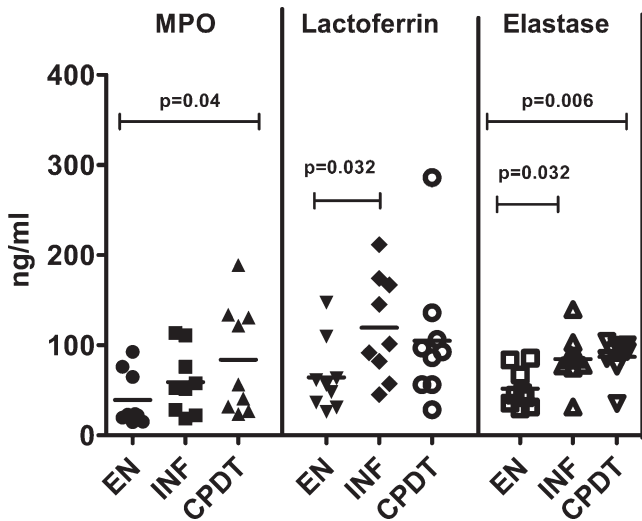 MPO
Lactoferrin
Elastase
400
300
200
100
0
ng/ml
p=0.04
p=0.032
p=0.006
p=0.032
EN
INF
CPDT
EN
INF
CPDT
EN
INF
CPDT